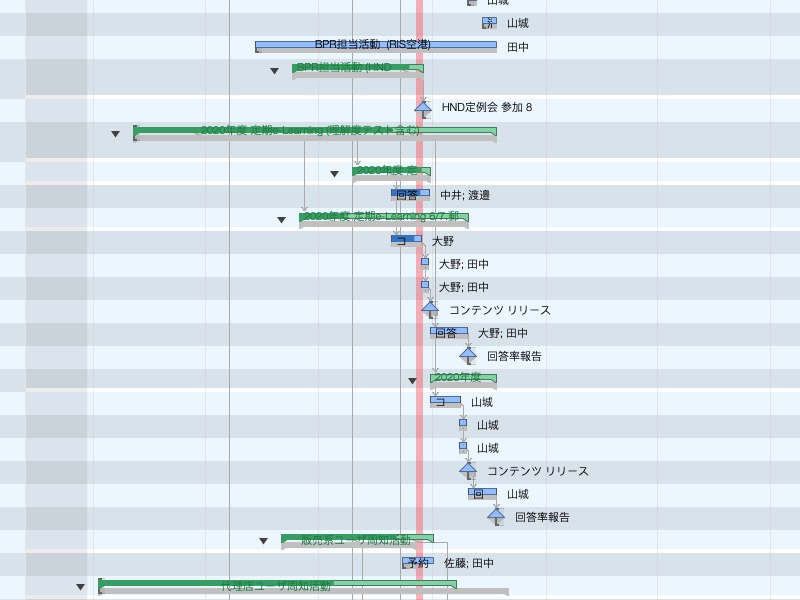 山城
山城
BPR担当活動 (RIS空港)
田中
BPR担当活動 (HND
HND定例会 参加 8
2020年度 定期e-Learning (理解度テスト含む)
2020年度 定
回答
中井; 渡邉
2020年度 定期e-Learning 6/7.郵
コ
大野
大野; 田中
大野; 田中
コンテンツ リリース
回答
大野; 田中
回答率報告
2020年度
コ
山城
山城
山城
コンテンツ リリース
回
山城
回答率報告
販売系ユーザ周知活動
予約
佐藤; 田中
代理店ユーザ周知活動